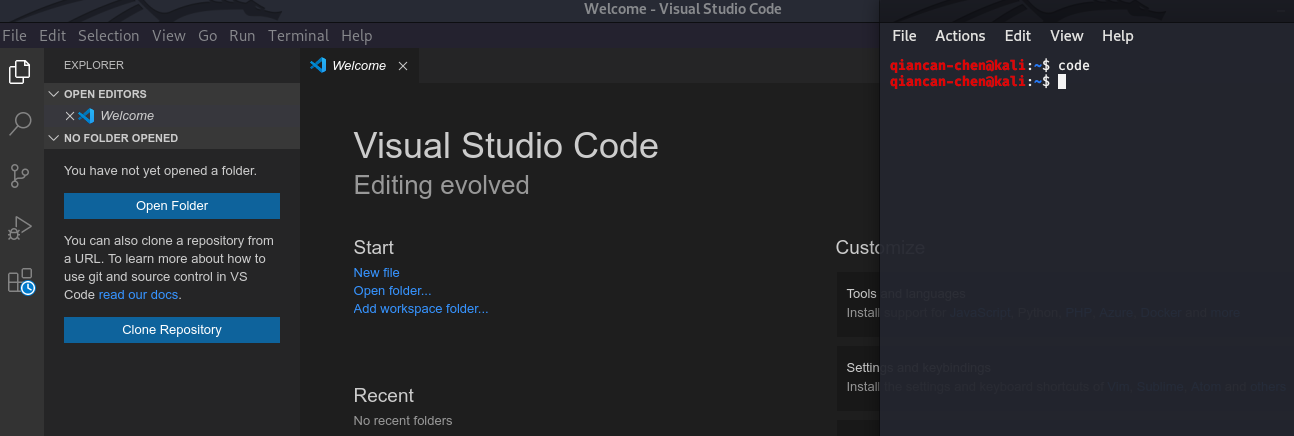 Welcome - Visual Studio Code
File Edit Selection View Go Run Terminal Help
EXPLORER
OPEN EDITORS
Welcome
NO FOLDER OPENED
You have not yet opened a folder.
Open Folder
You can also clone a repository from
a URL. To learn more about how to
use git and source control in VS
Code read our docs.
Clone Repository
Welcome
Visual Studio Code
Editing evolved
Start
New file
Open folder...
Add workspace folder...
Recent
No recent folders
Customize
Tools and languages
Install support for JavaScript, Python, PHP, Azure, Docker and more
Settings and keybindings
Install the settings and keyboard shortcuts of Vim, Sublime, Atom and others
File Actions Edit View Help
qiancan-chen@kali:~$ code
qiancan-chen@kali:~$